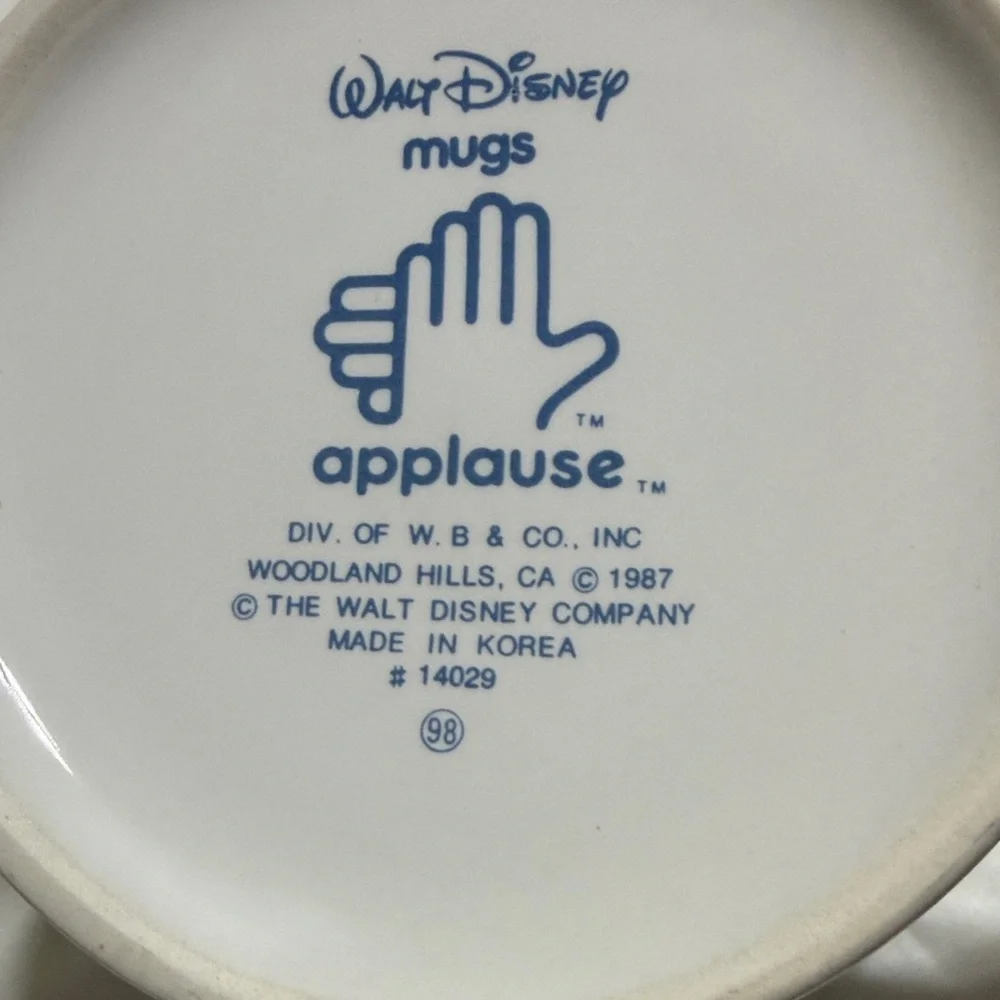 WALT DISNEY
mugs
TM
applause TM
DIV. OF W. B & CO., INC
WOODLAND HILLS, CA © 1987
© THE WALT DISNEY COMPANY
MADE IN KOREA
# 14029
98